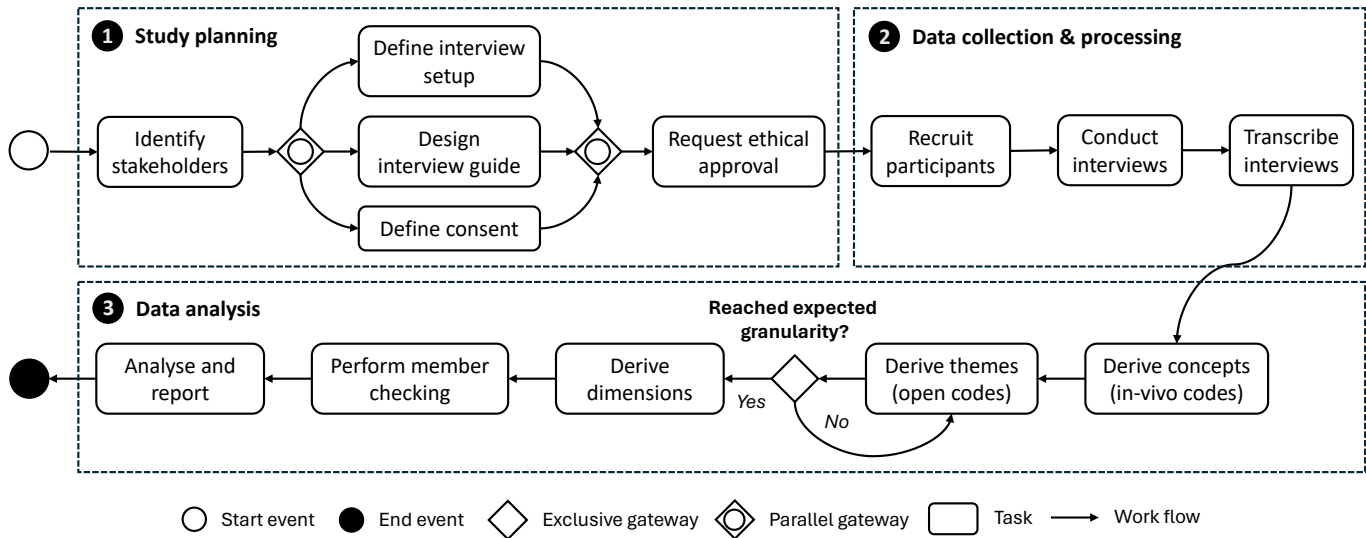 1 Study planning
Define interview
setup
Identify
stakeholders
Design
interview guide
Define consent
Request ethical
approval
2 Data collection & processing
Recruit
participants
Conduct
interviews
Transcribe
interviews
3 Data analysis
Reached expected
granularity?
Analyse and
report
Perform member
checking
Derive
dimensions
Yes
No
Derive themes
(open codes)
Derive concepts
(in-vivo codes)
Start event
End event
Exclusive gateway
Parallel gateway
Task
Work flow